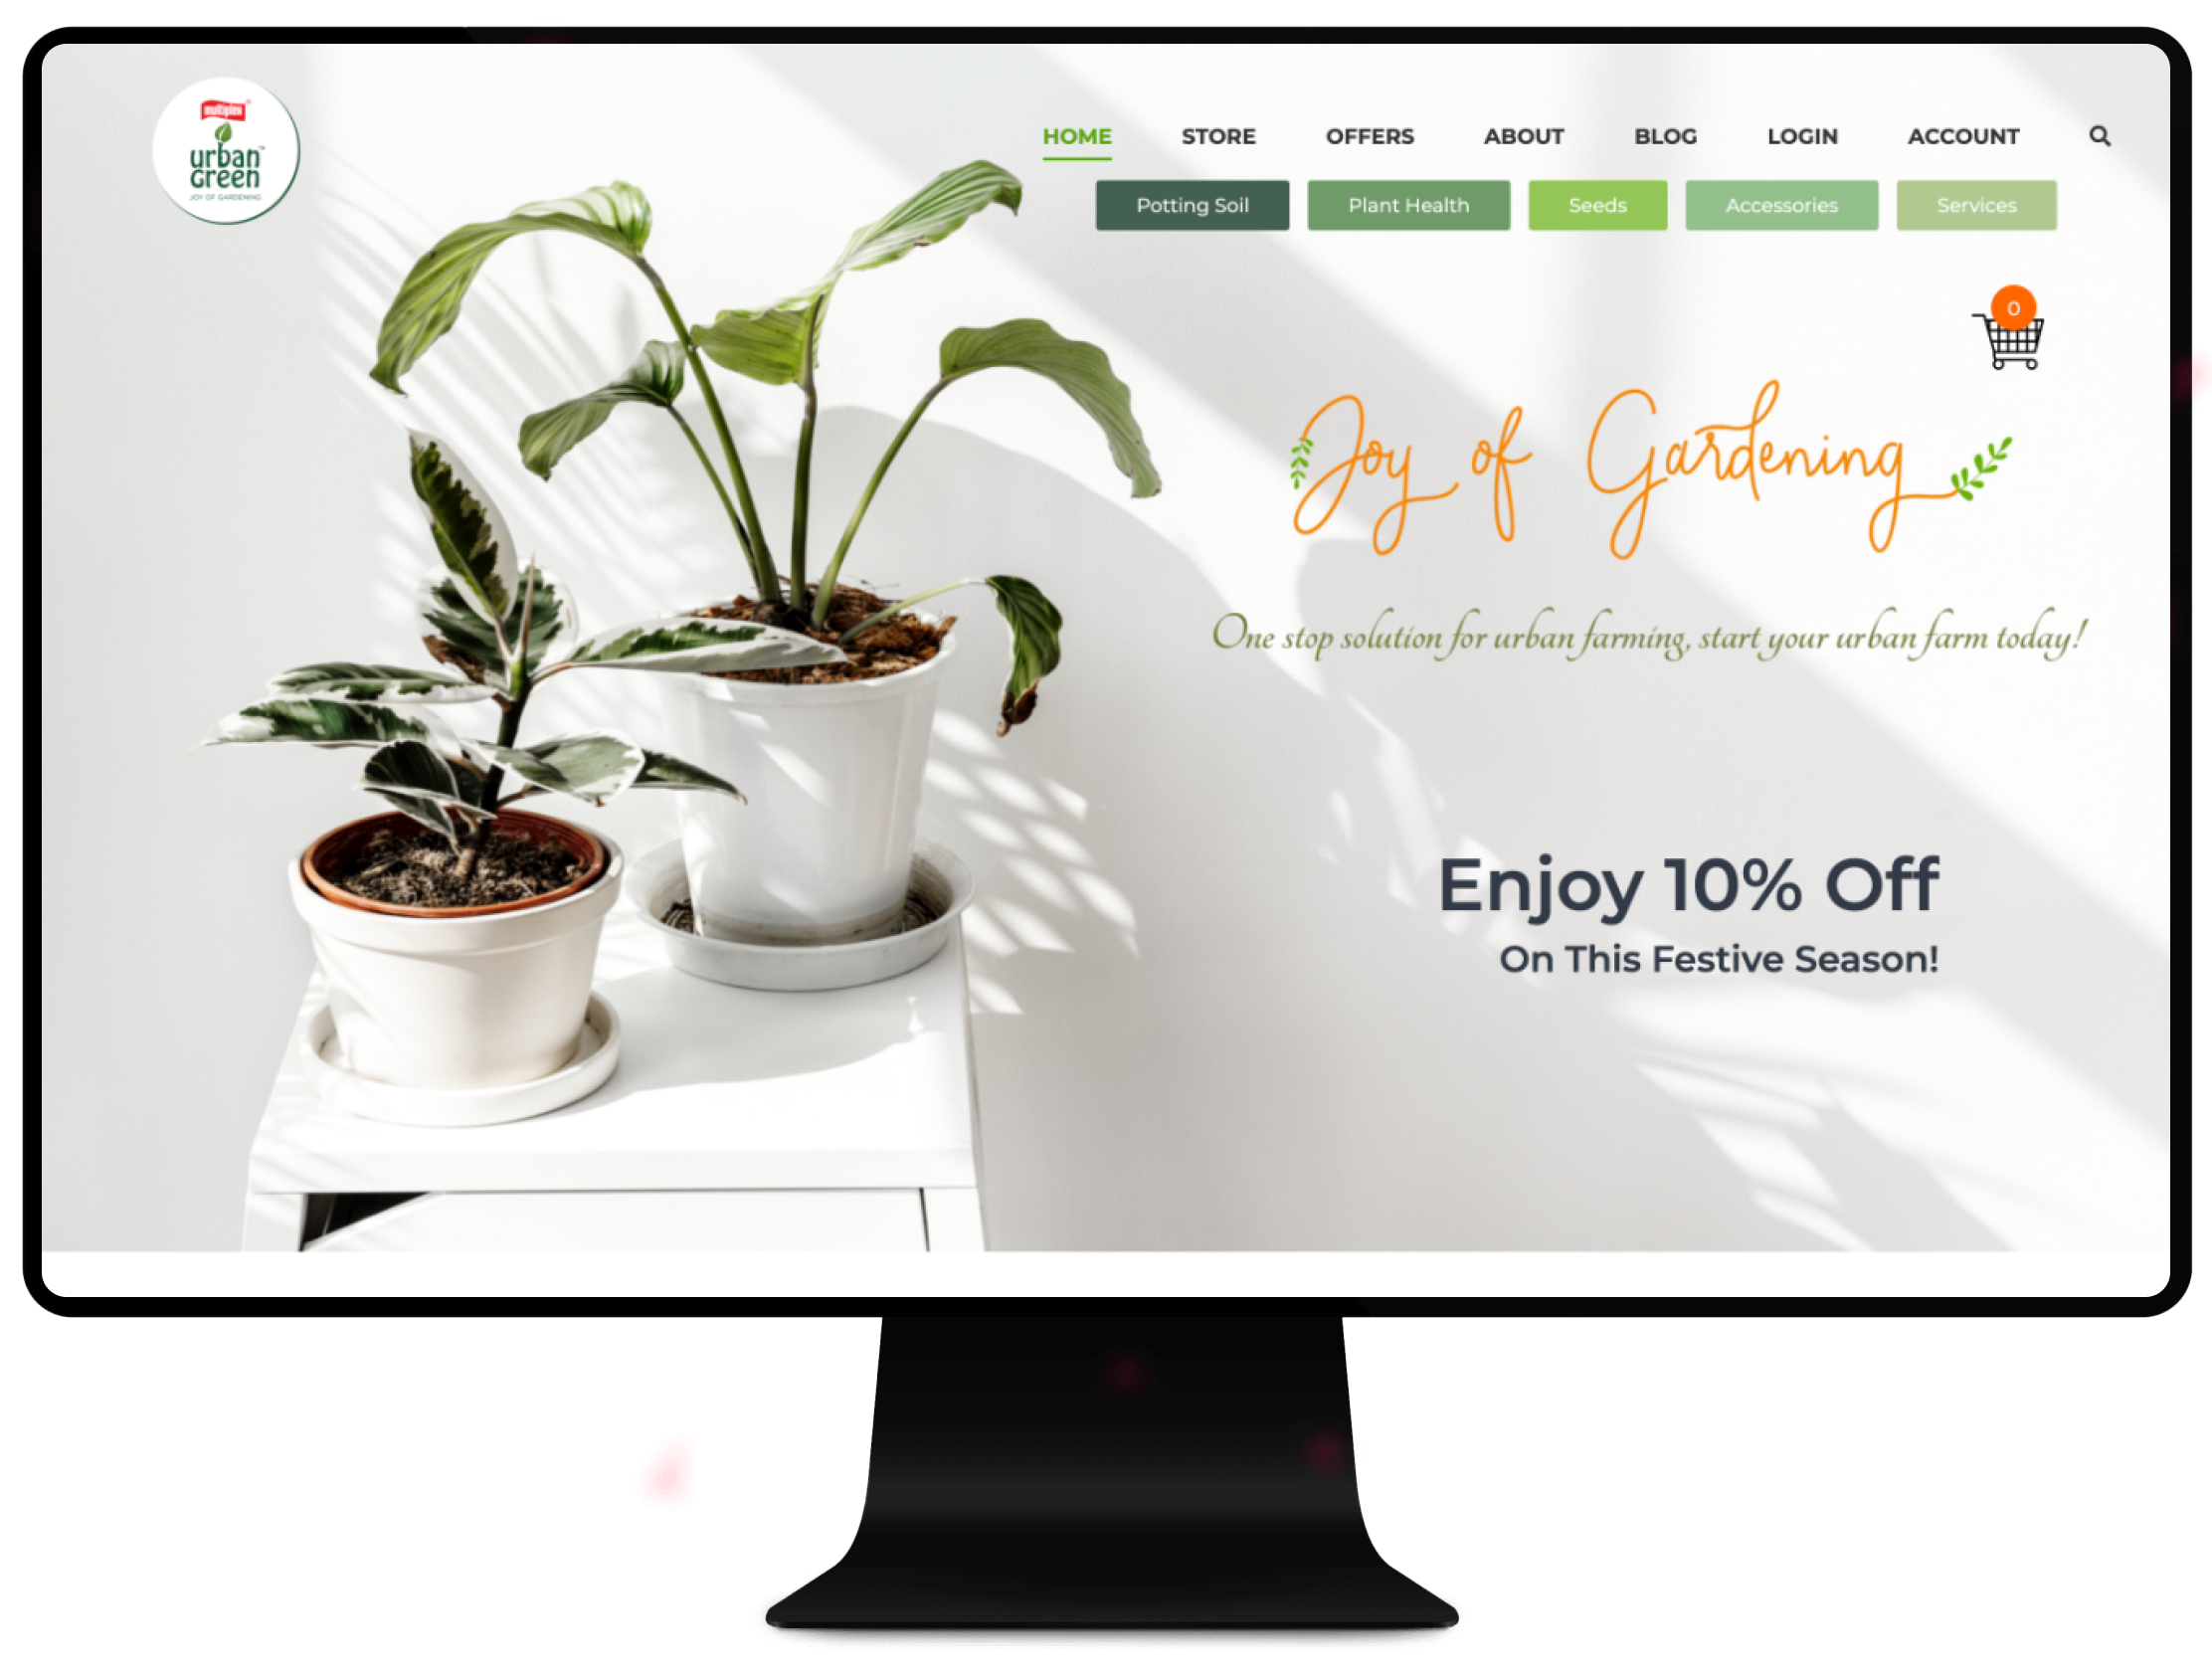 multiplex
urban
Green
JOY OF GARDENING
HOME STORE OFFERS ABOUT BLOG LOGIN ACCOUNT
Potting Soil Plant Health Seeds Accessories Services
0
Joy of Gardening
One stop solution for urban farming, start your urban farm today!
Enjoy 10% Off
On This Festive Season!